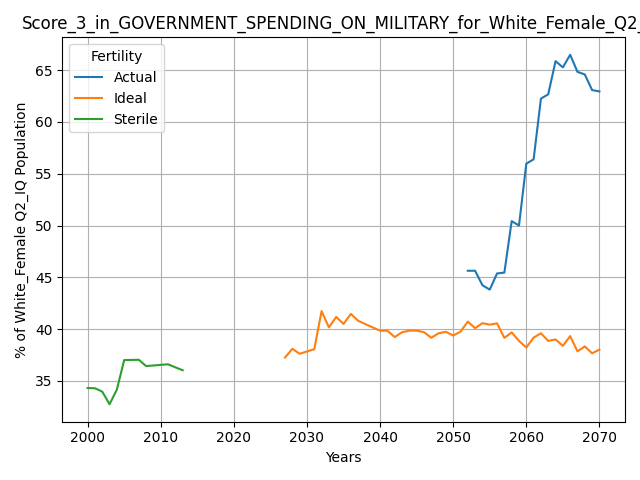 Score_3_in_GOVERNMENT_SPENDING_ON_MILITARY_for_White_Female_Q2_
Fertility
Actual
Ideal
Sterile
% of White_Female Q2_IQ Population
65
60
55
50
45
40
35
2000 2010 2020 2030 2040 2050 2060 2070
Years